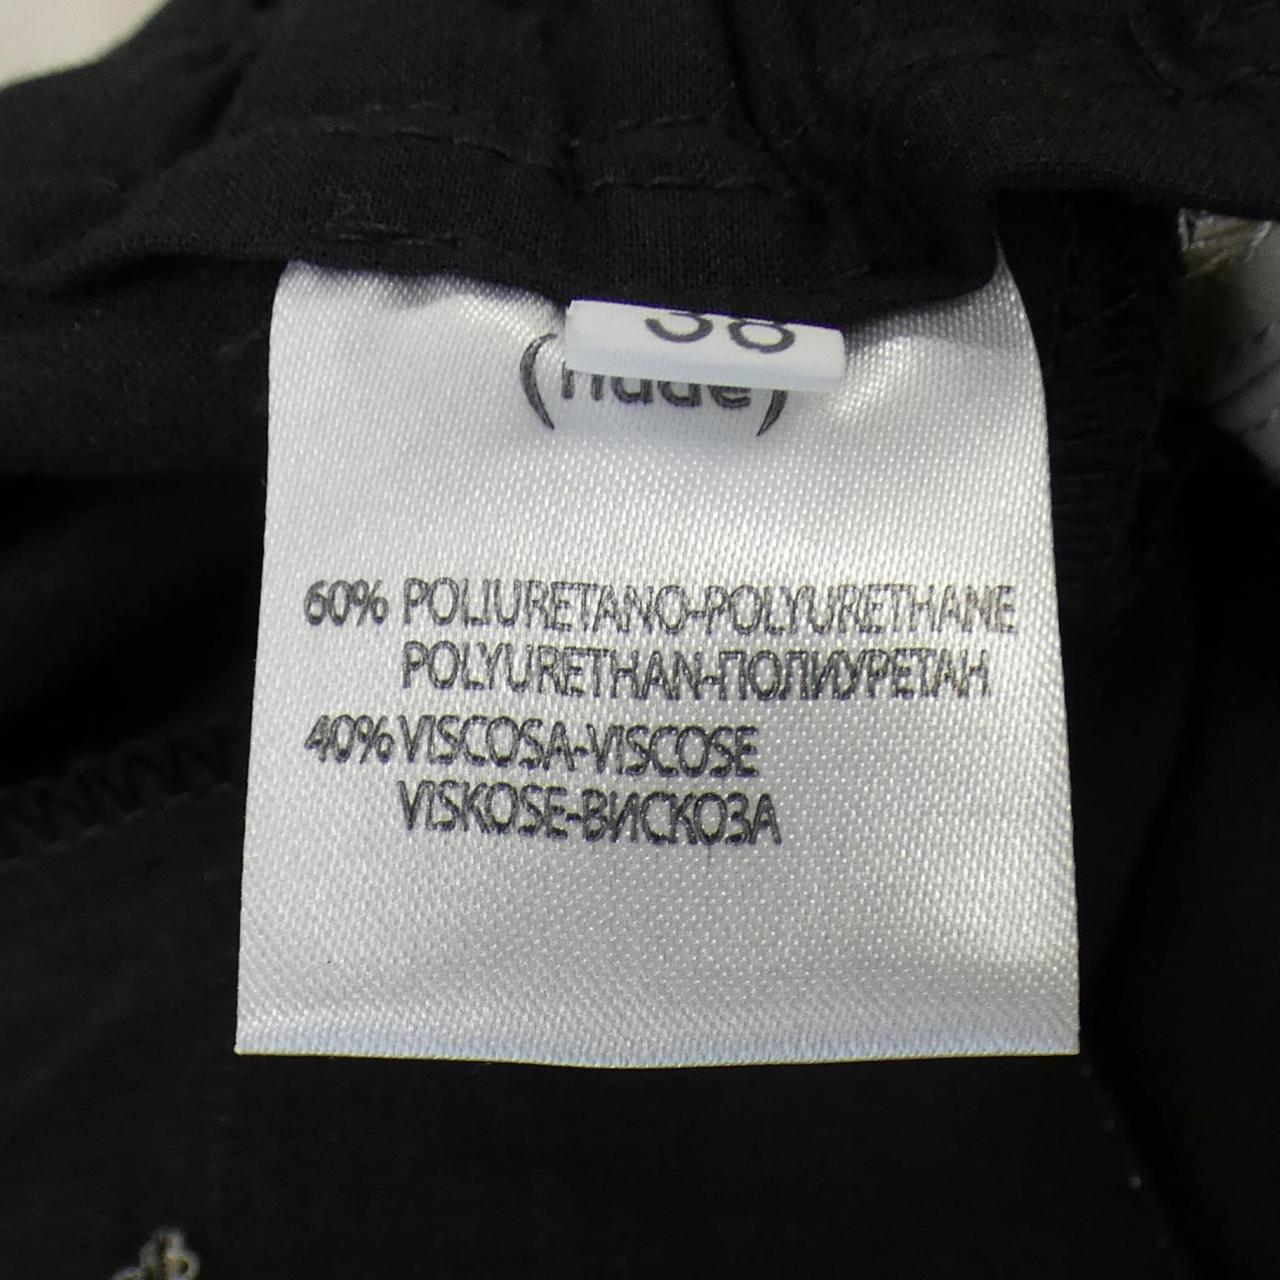 38
(nude)
60% POLIURETANO-POLYURETHANE
POLYURETHAN-ПОЛИУРЕТАН
40% VISCOSA-VISCOSE
VISKOSE-ВИСКОЗА